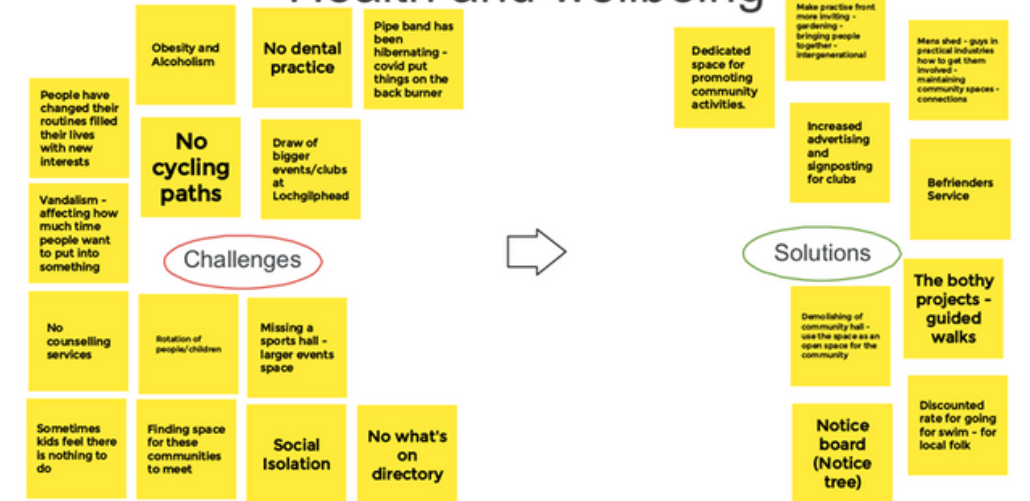 Health and wellbeing
Obesity and
Alcoholism
No dental
practice
Pipe band has
been
hibernating -
covid put
things on the
back burner
People have
changed their
routines filled
their lives
with new
interests
No
cycling
paths
Draw of
bigger
events/clubs
at
Lochgilphead
Vandalism -
affecting how
much time
people want
to put into
something
Challenges
No
counselling
services
Rotation of
people/children
Missing a
sports hall -
larger events
space
Sometimes
kids feel there
is nothing to
do
Finding space
for these
communities
to meet
Social
Isolation
No what's
on
directory
Dedicated
space for
promoting
community
activities.
Make practise front
more inviting -
gardening -
bringing people
together -
intergenerational
Mens shed - guys in
practical industries
how to get them
involved -
maintaining
community spaces -
connections
Increased
advertising
and
signposting
for clubs
Befrienders
Service
Solutions
Demolishing of
community hall -
use the space as an
open space for the
community
The bothy
projects -
guided
walks
Notice
board
(Notice
tree)
Discounted
rate for going
for swim - for
local folk